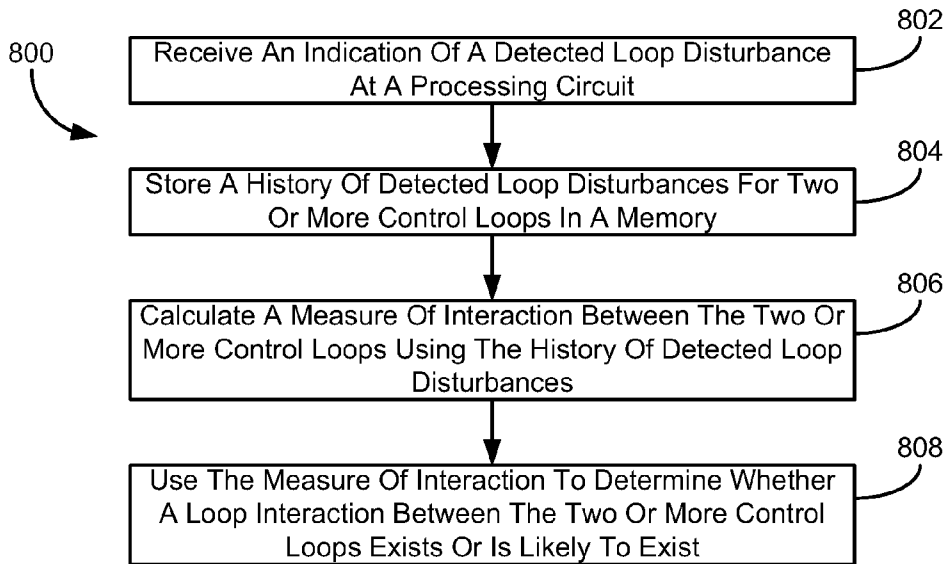 800
802
Receive An Indication Of A Detected Loop Disturbance
At A Processing Circuit
804
Store A History Of Detected Loop Disturbances For Two
Or More Control Loops In A Memory
806
Calculate A Measure Of Interaction Between The Two Or
More Control Loops Using The History Of Detected Loop
Disturbances
808
Use The Measure Of Interaction To Determine Whether
A Loop Interaction Between The Two Or More Control
Loops Exists Or Is Likely To Exist